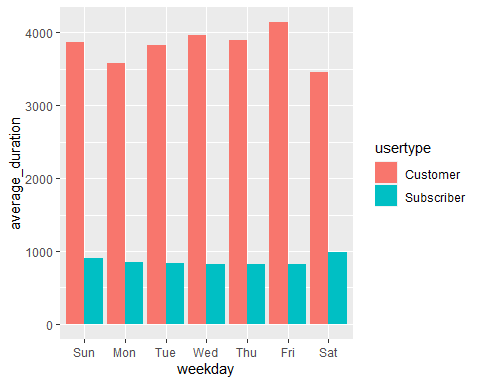 average_duration
4000
3000
2000
1000
0
Sun Mon Tue Wed Thu Fri Sat
weekday
usertype
Customer
Subscriber